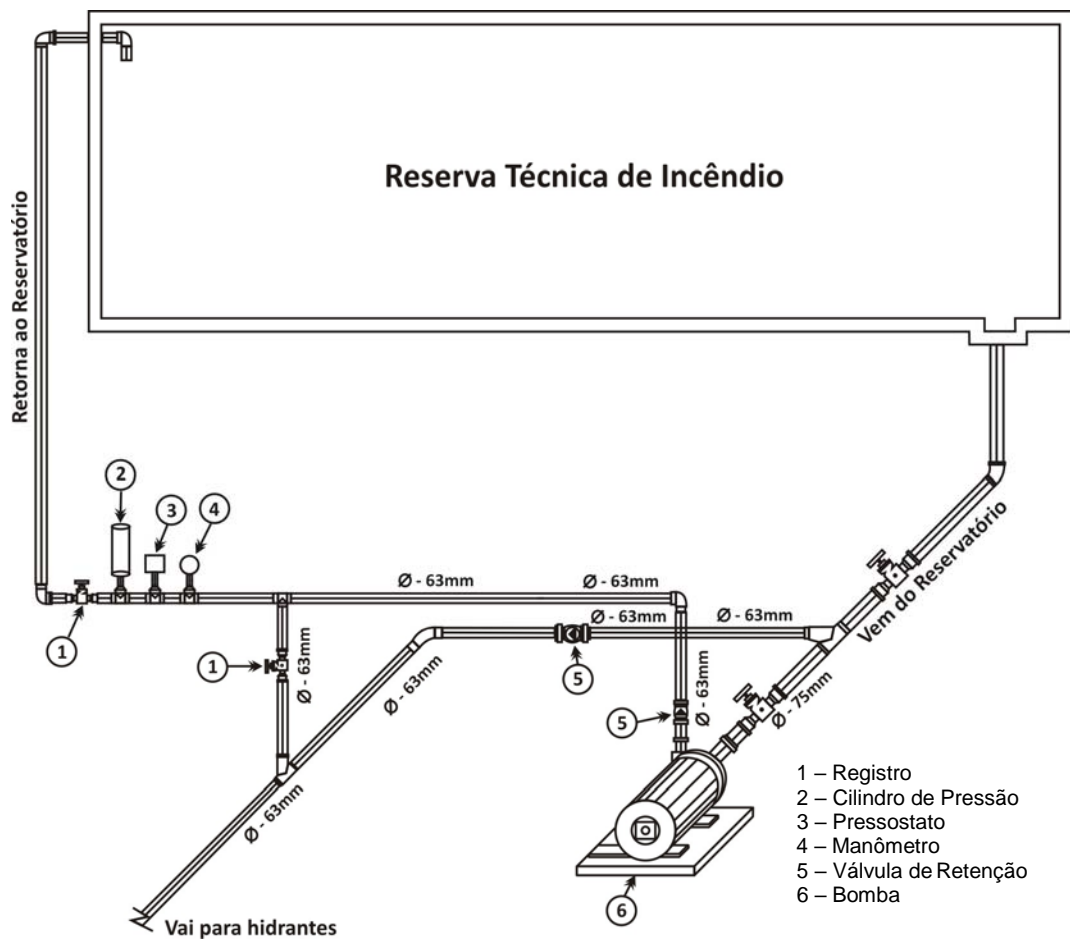 Reserva Técnica de Incêndio
Retorna ao Reservatório
2
3
4
Ø - 63mm
Ø - 63mm
Ø - 63mm
Ø - 63mm
Vem do Reservatório
1
1
Ø - 63mm
Ø - 63mm
5
5
Ø - 63mm
Ø - 75mm
Ø - 63mm
6
Vai para hidrantes
1 – Registro
2 – Cilindro de Pressão
3 – Pressostato
4 – Manômetro
5 – Válvula de Retenção
6 – Bomba